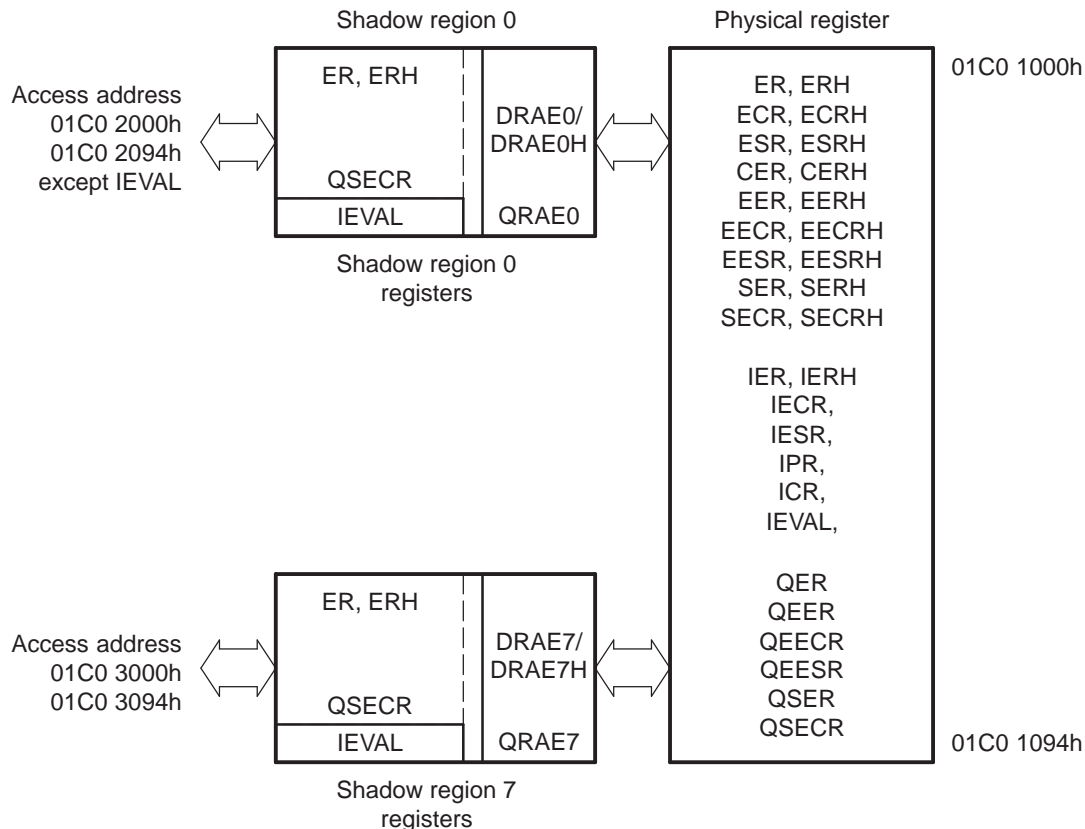 Shadow region 0
Physical register
Access address
01C0 2000h
01C0 2094h
except IEVAL
ER, ERH
QSECR
IEVAL
DRAE0/
DRAE0H
QRAE0
Shadow region 0
registers
01C0 1000h
ER, ERH
ECR, ECRH
ESR, ESRH
CER, CERH
EER, EERH
EECR, EECRH
EESR, EESRH
SER, SERH
SECR, SECRH
IER, IERH
IECR,
IESR,
IPR,
ICR,
IEVAL,
QER
QEER
QEECR
QEESR
QSER
QSECR
01C0 1094h
Access address
01C0 3000h
01C0 3094h
ER, ERH
QSECR
IEVAL
DRAE7/
DRAE7H
QRAE7
Shadow region 7
registers